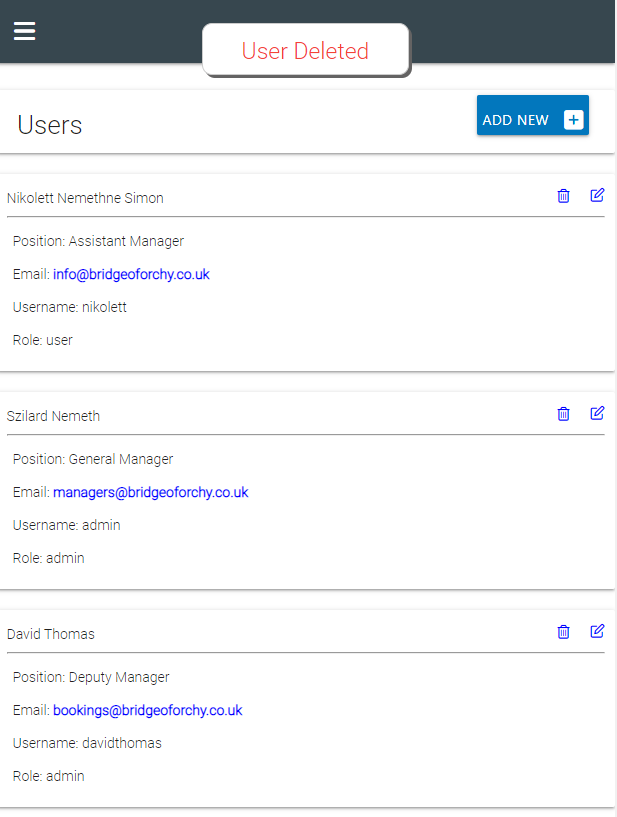 User Deleted
Users
ADD NEW
Nikolett Nemethne Simon
Position: Assistant Manager
Email: info@bridgeoforchy.co.uk
Username: nikolett
Role: user
Szilard Nemeth
Position: General Manager
Email: managers@bridgeoforchy.co.uk
Username: admin
Role: admin
David Thomas
Position: Deputy Manager
Email: bookings@bridgeoforchy.co.uk
Username: davidthomas
Role: admin